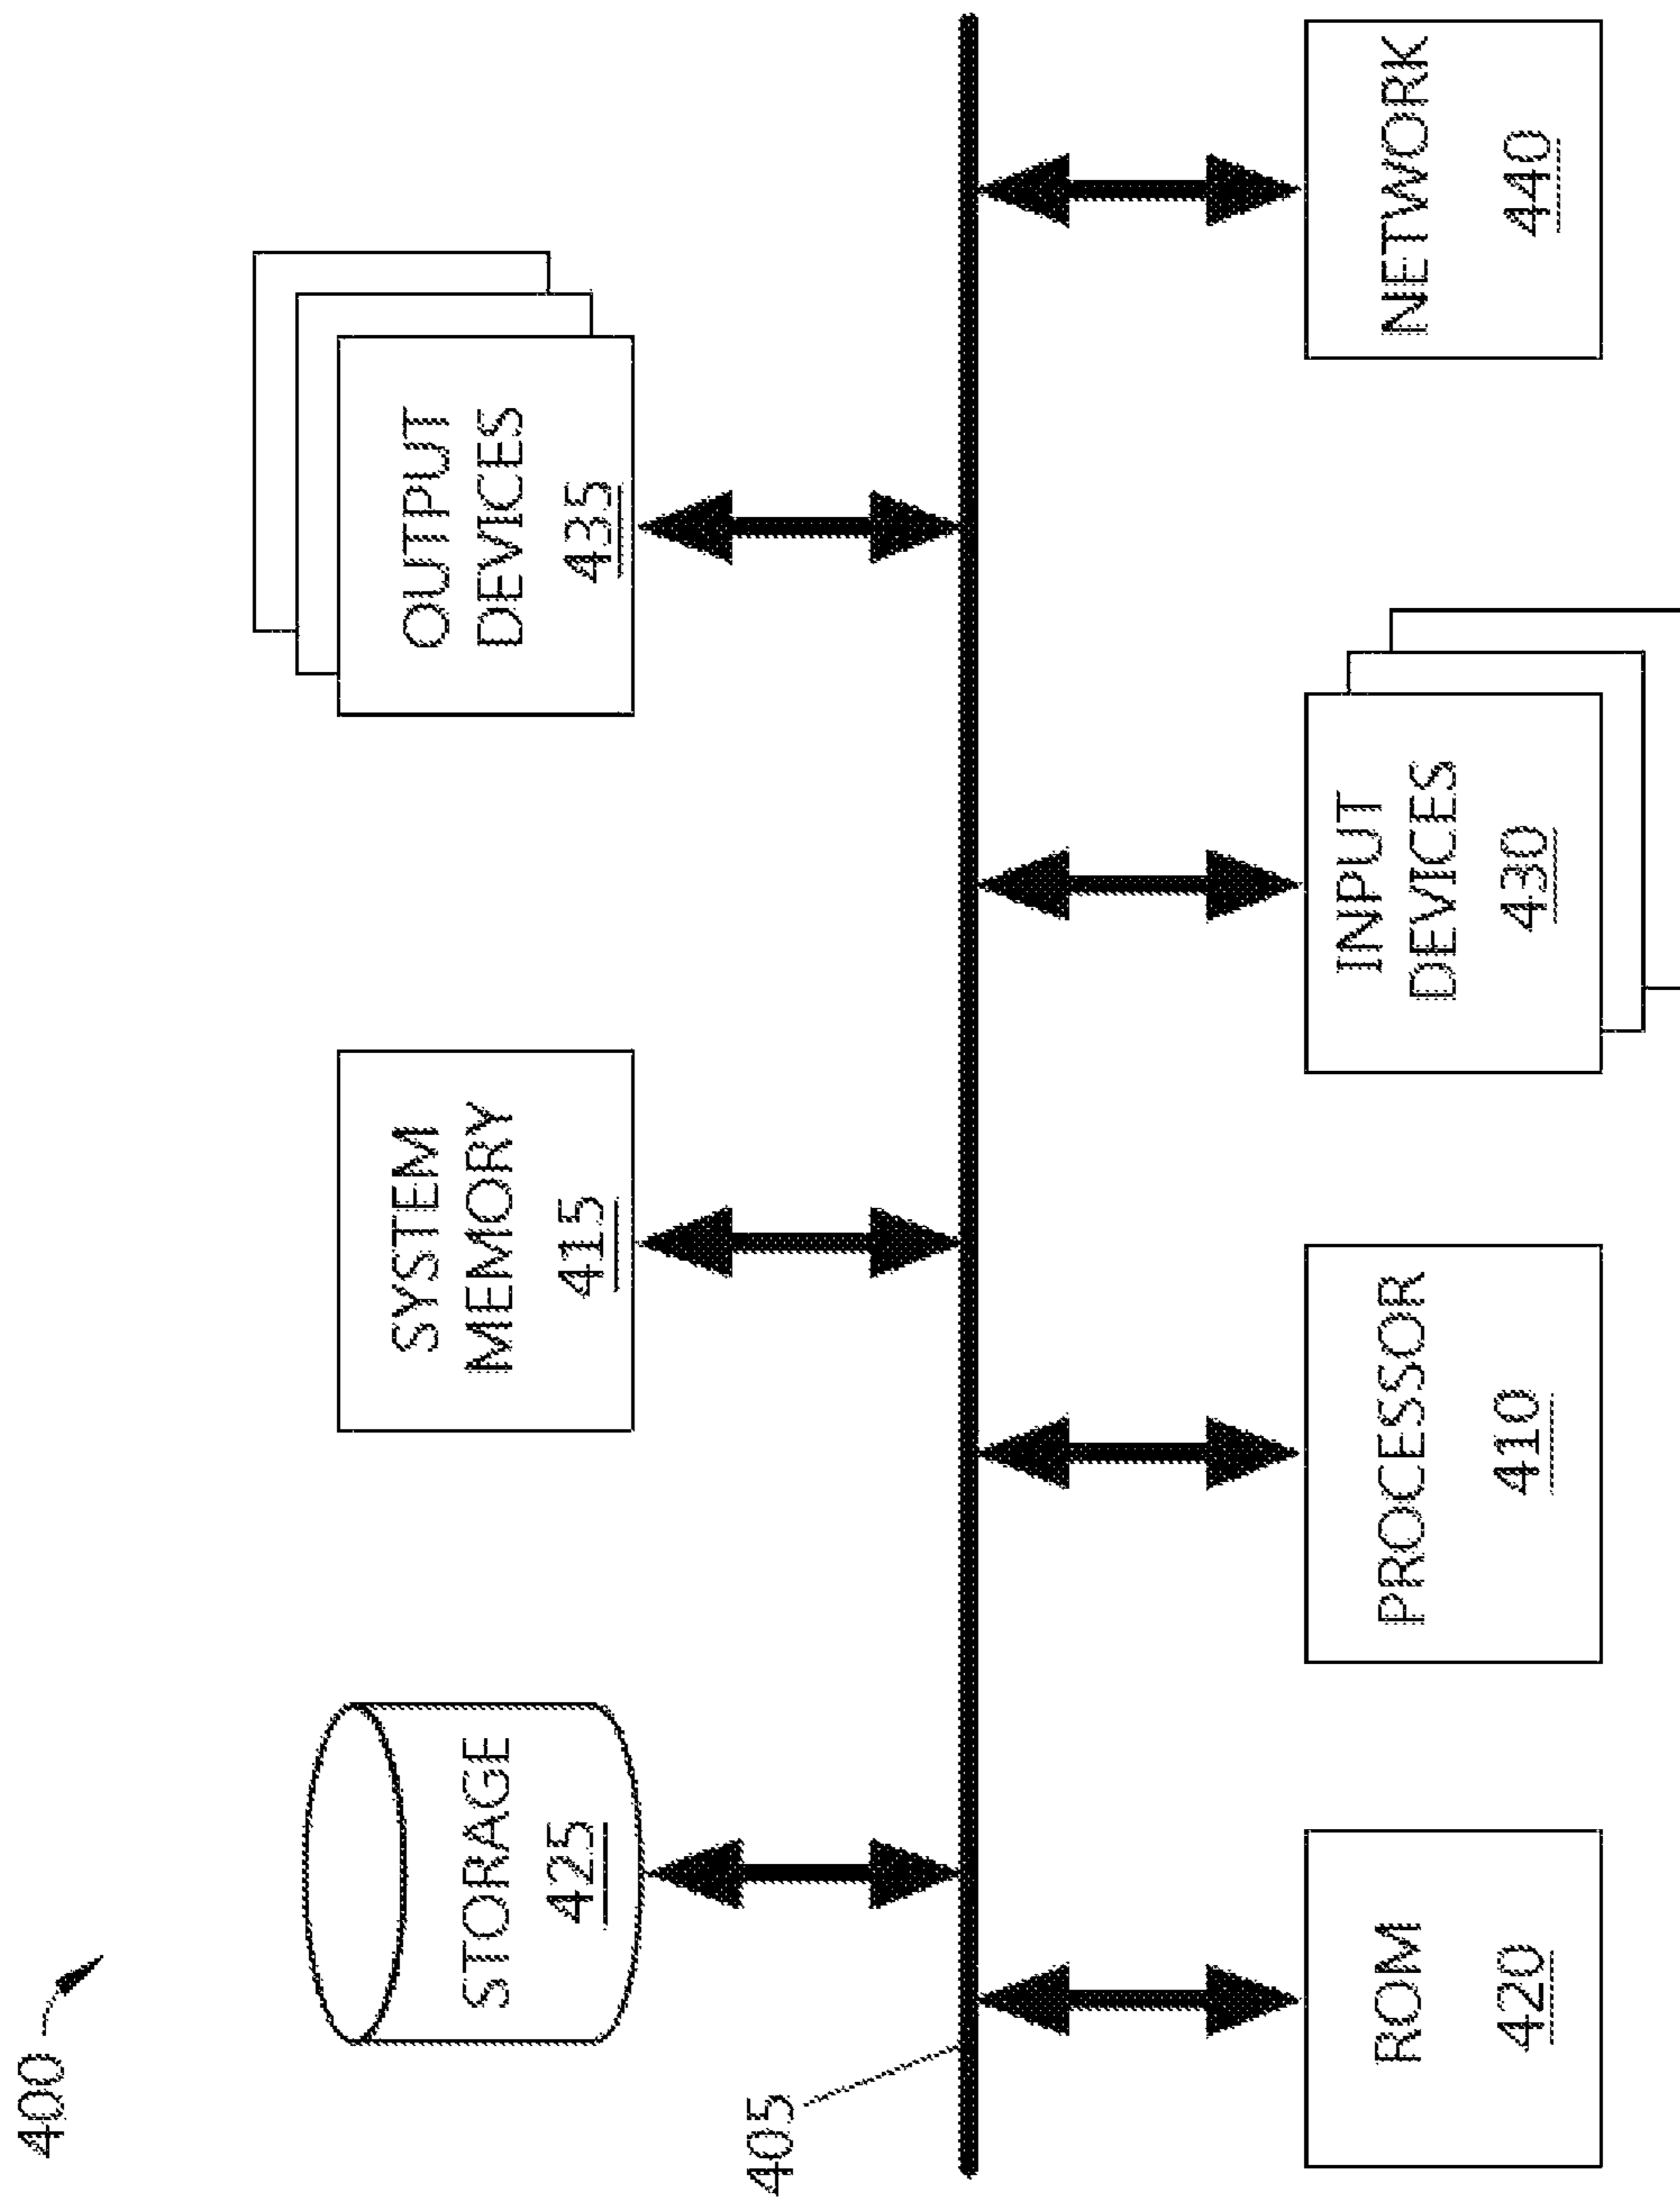 400
STORAGE
425
SYSTEM
MEMORY
415
OUTPUT
DEVICES
435
405
ROM
420
PROCESSOR
410
INPUT
DEVICES
430
NETWORK
440